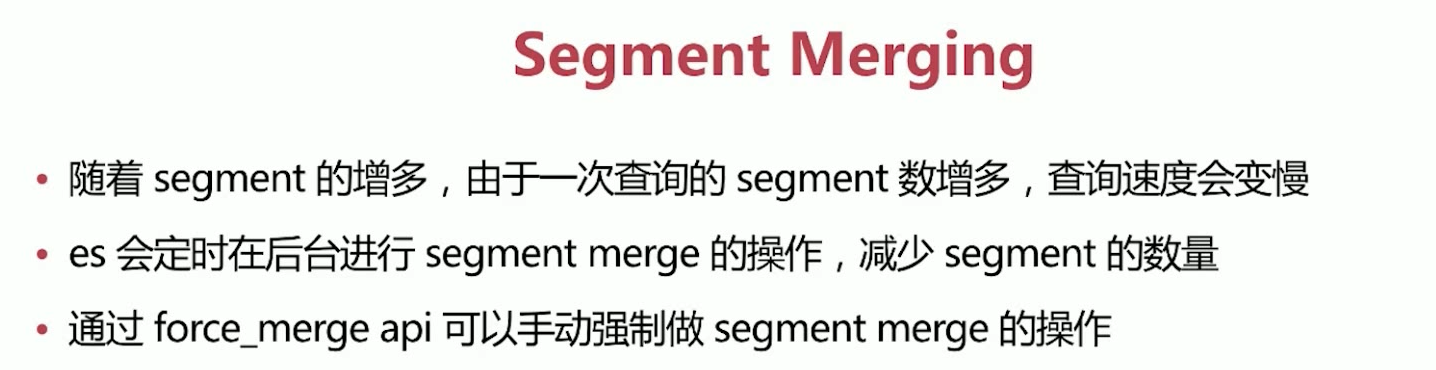 Segment Merging
• 随着 segment 的增多，由于一次查询的 segment 数增多，查询速度会变慢
• es 会定时在后台进行 segment merge 的操作，减少 segment 的数量
• 通过 force_merge api 可以手动强制做 segment merge 的操作